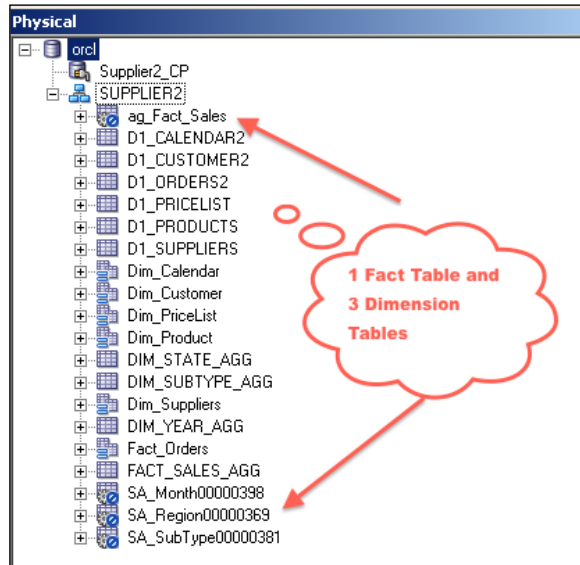 Physical
orcl
Supplier2_CP
SUPPLIER2
ag_Fact_Sales
D1_CALENDAR2
D1_CUSTOMER2
D1_ORDERS2
D1_PRICELIST
D1_PRODUCTS
D1_SUPPLIERS
Dim_Calendar
Dim_Customer
Dim_PriceList
Dim_Product
DIM_STATE_AGG
DIM_SUBTYPE_AGG
Dim_Suppliers
DIM_YEAR_AGG
Fact_Orders
FACT_SALES_AGG
SA_Month00000398
SA_Region00000369
SA_SubType00000381
1 Fact Table and
3 Dimension
Tables